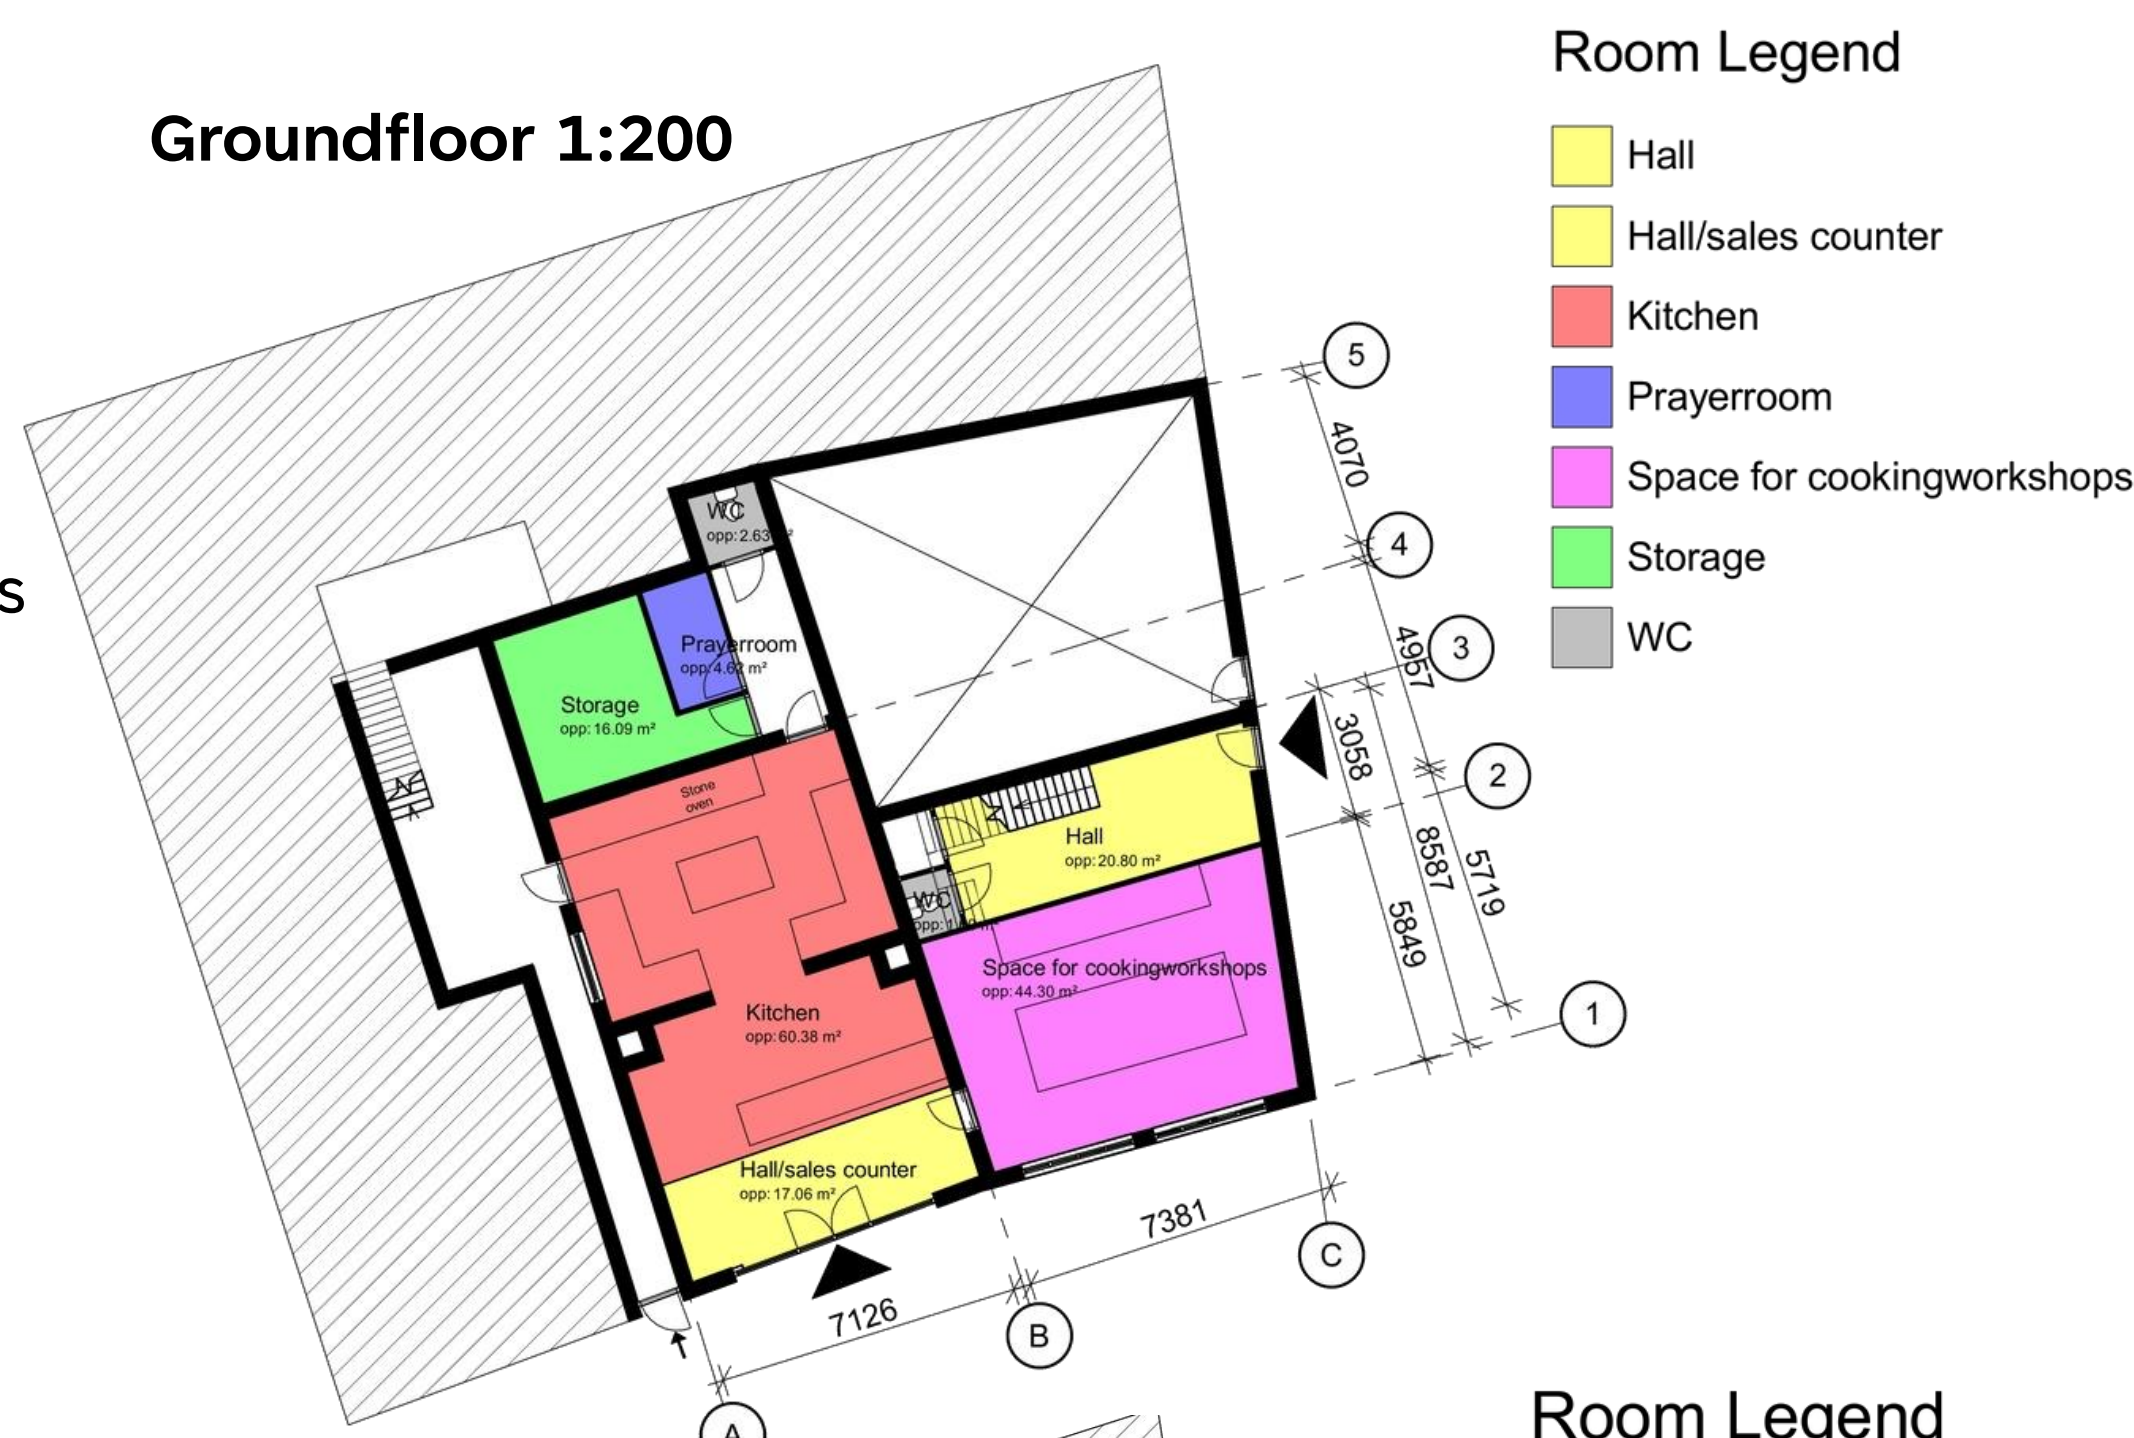 Groundfloor 1:200
Room Legend
Hall
Hall/sales counter
Kitchen
Prayerroom
Space for cookingworkshops
Storage
WC
s
5
4070
4
4957
3
3058
2
8587
5719
5849
1
WC
opp: 2.63
Prayerroom
opp: 4.62 m²
Storage
opp: 16.09 m²
Stone
oven
Hall
opp: 20.80 m²
WC
opp:
Space for cookingworkshops
opp: 44.30 m²
Kitchen
opp: 60.38 m²
Hall/sales counter
opp: 17.06 m²
7381
C
7126
B
A
Room Legend